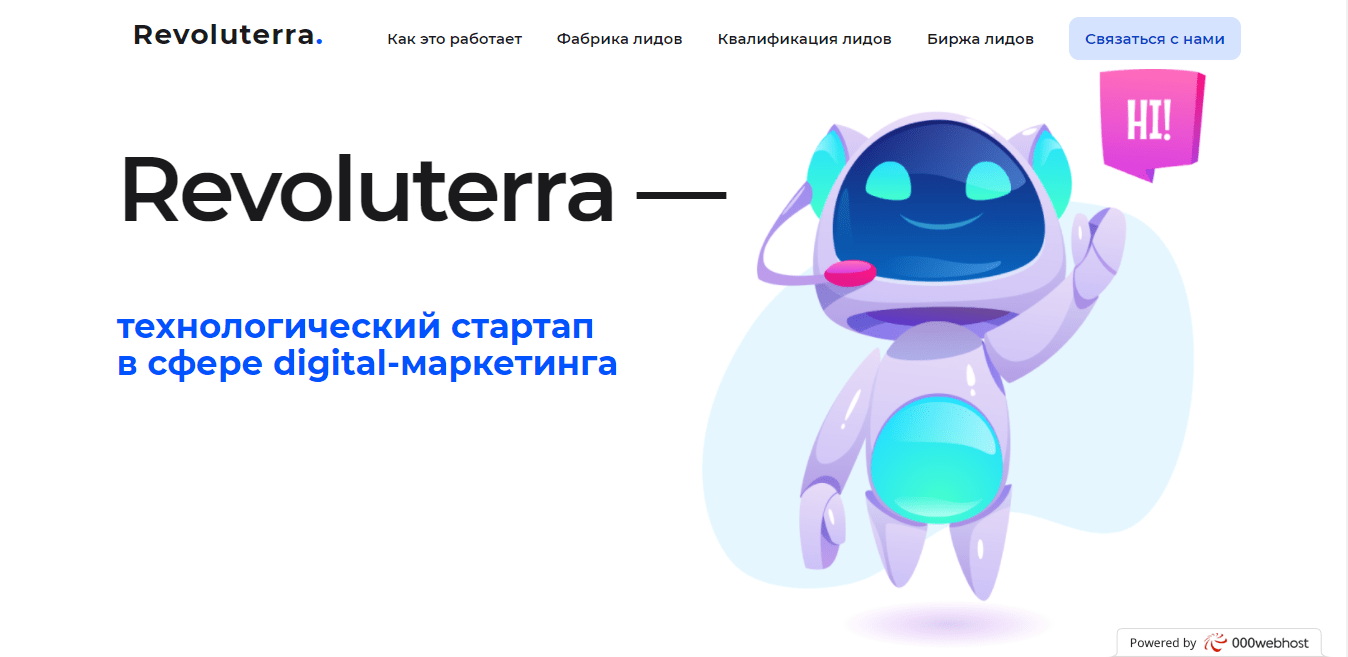 Revoluterra.
Как это работает
Фабрика лидов
Квалификация лидов
Биржа лидов
Связаться с нами
HI!
Revoluterra —
технологический стартап
в сфере digital-маркетинга
Powered by 000webhost